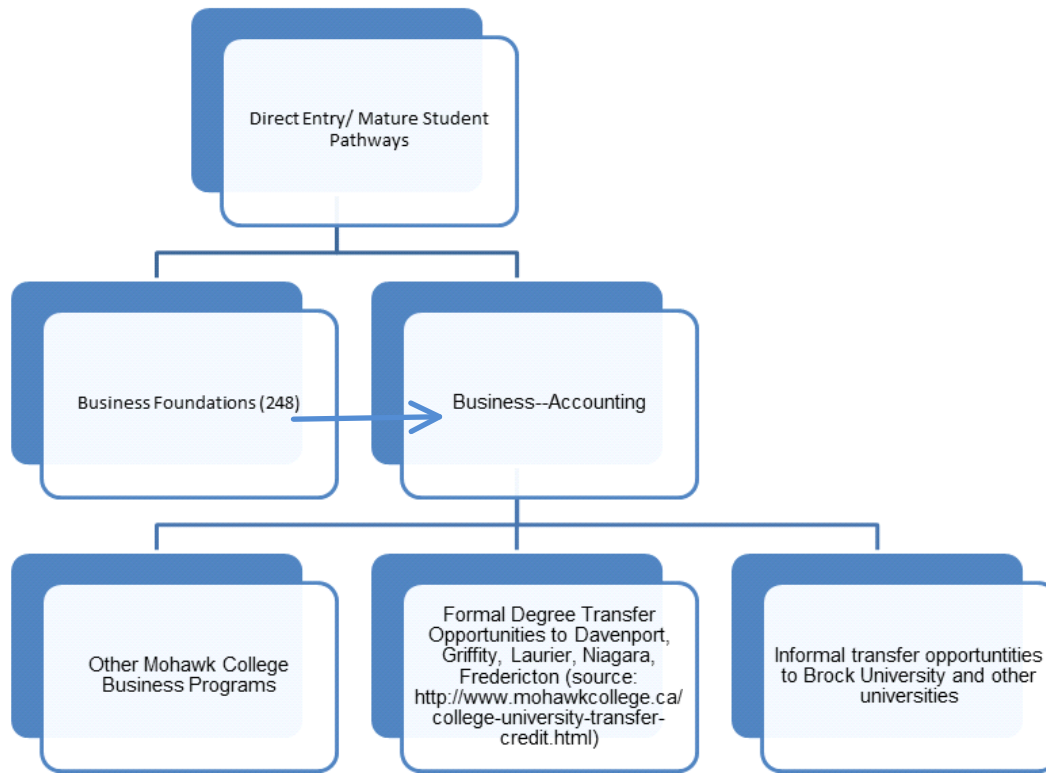 Direct Entry/ Mature Student
Pathways
Business Foundations (248)
Business--Accounting
Other Mohawk College
Business Programs
Formal Degree Transfer
Opportunities to Davenport,
Griffity, Laurier, Niagara,
Fredericton (source:
http://www.mohawkcollege.ca/
college-university-transfer-
credit.html)
Informal transfer opportuntities
to Brock University and other
universities